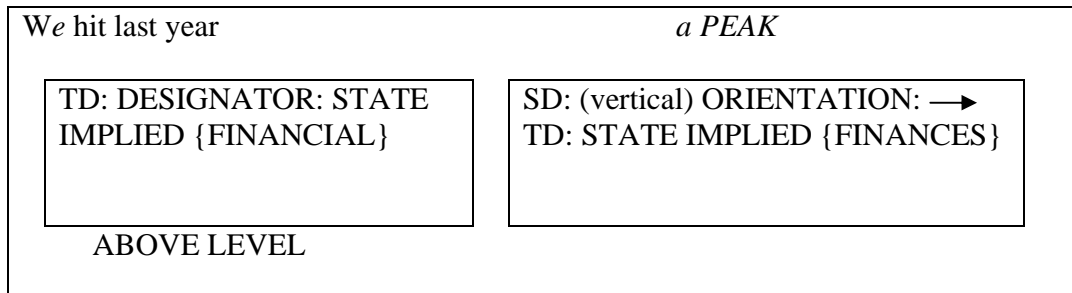 We hit last year a PEAK
TD: DESIGNATOR: STATE
IMPLIED {FINANCIAL}
SD: (vertical) ORIENTATION: →
TD: STATE IMPLIED {FINANCES}
ABOVE LEVEL